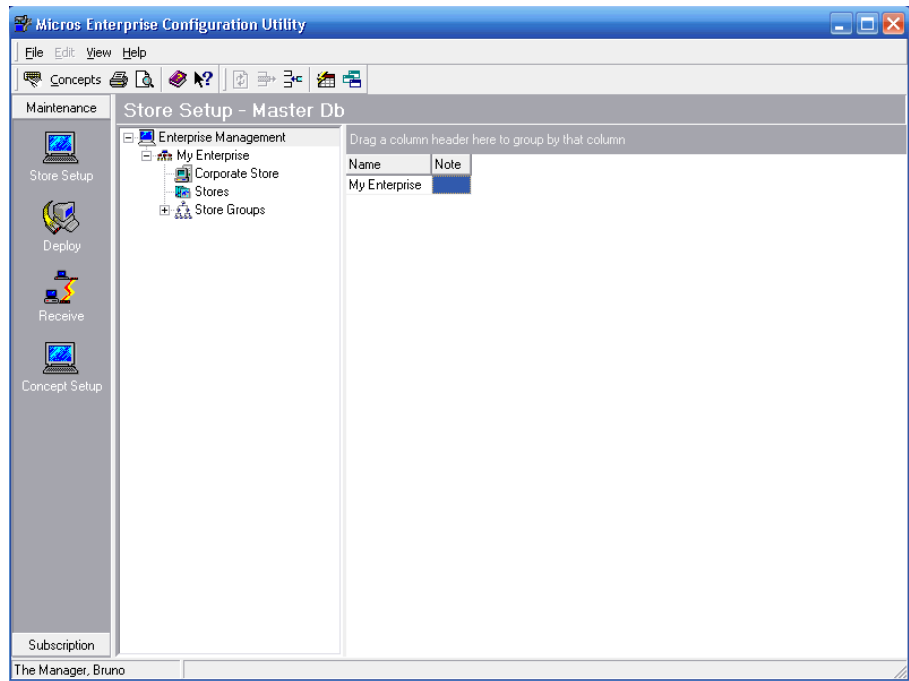 Micros Enterprise Configuration Utility
File Edit View Help
Concepts
Maintenance
Store Setup - Master Db
Store Setup
Deploy
Receive
Concept Setup
Enterprise Management
My Enterprise
Corporate Store
Stores
Store Groups
Drag a column header here to group by that column
Name Note
My Enterprise
Subscription
The Manager, Bruno